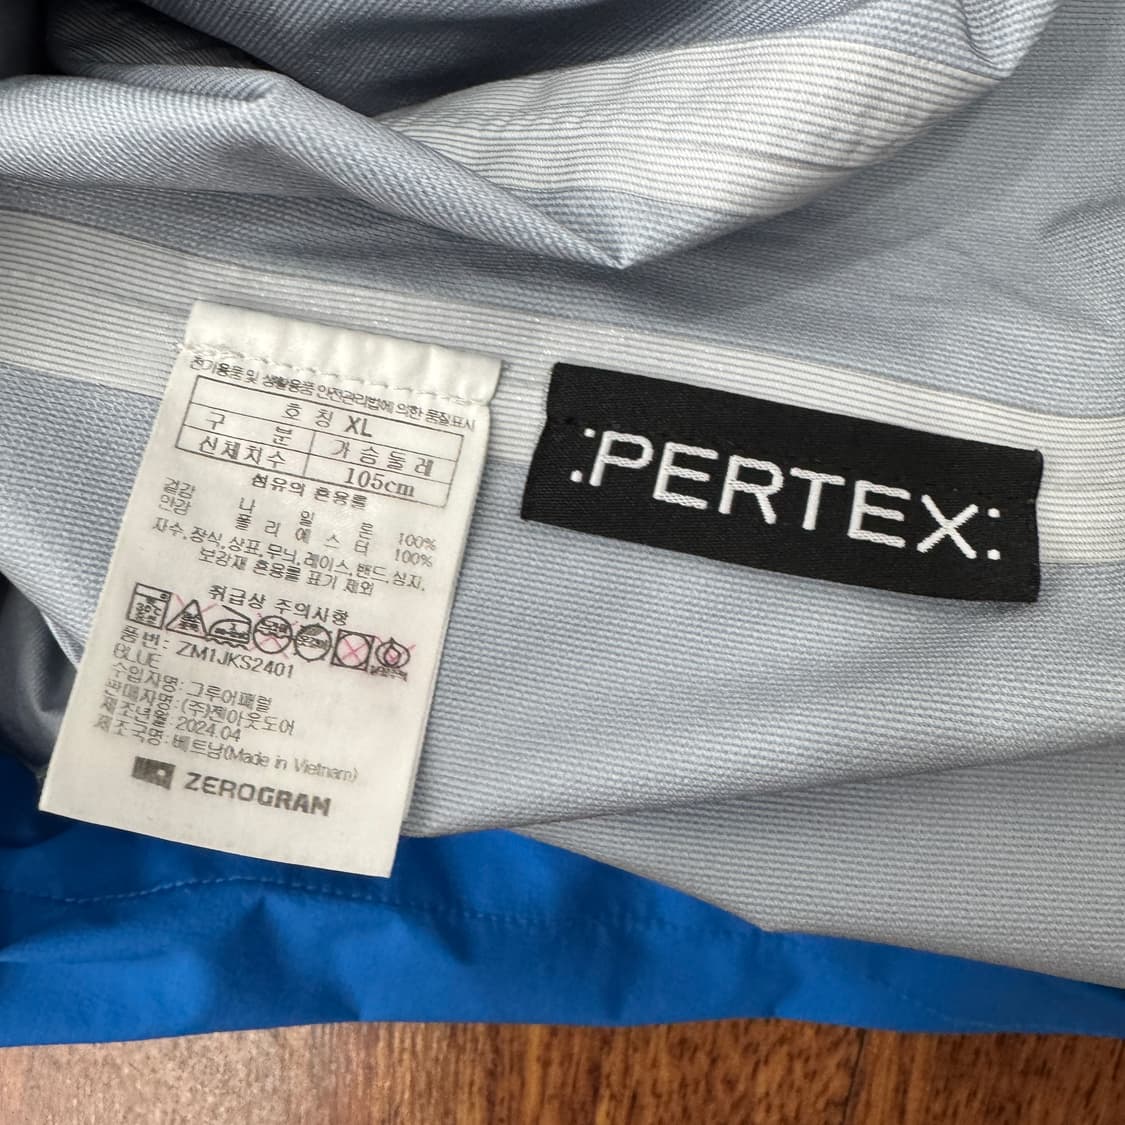 전기용품 및 생활용품 안전관리법에 의한 품질표시
호 칭 XL
구 분 가 슴 둘 레
신체치수 105cm
섬유의 혼용률
겉감 나 일 론 100%
안감 폴 리 에 스 터 100%
자수, 장식, 상표, 무늬, 레이스, 밴드, 심지,
보강재 혼용률 표기 제외
취급상 주의사항
품 번: ZM1JKS2401
BLUE
수입자명: 그루어패럴
판매자명: (주)젠아웃도어
제조년월: 2024.04
제조국명: 베트남(Made in Vietnam)
ZEROGRAM
:PERTEX: